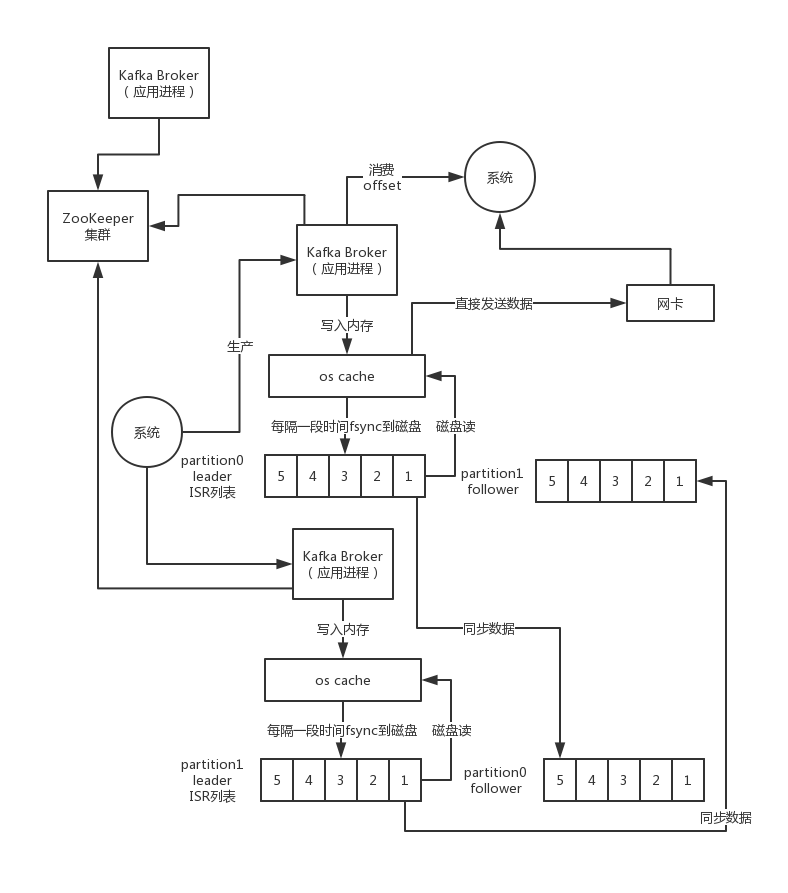 Kafka Broker
（应用进程）
消费
offset
系统
ZooKeeper
集群
Kafka Broker
（应用进程）
直接发送数据
网卡
写入内存
生产
os cache
系统
每隔一段时间fsync到磁盘
磁盘读
partition0
leader
ISR列表
5 4 3 2 1
partition1
follower
5 4 3 2 1
Kafka Broker
（应用进程）
写入内存
同步数据
os cache
每隔一段时间fsync到磁盘
磁盘读
partition1
leader
ISR列表
5 4 3 2 1
partition0
follower
5 4 3 2 1
同步数据